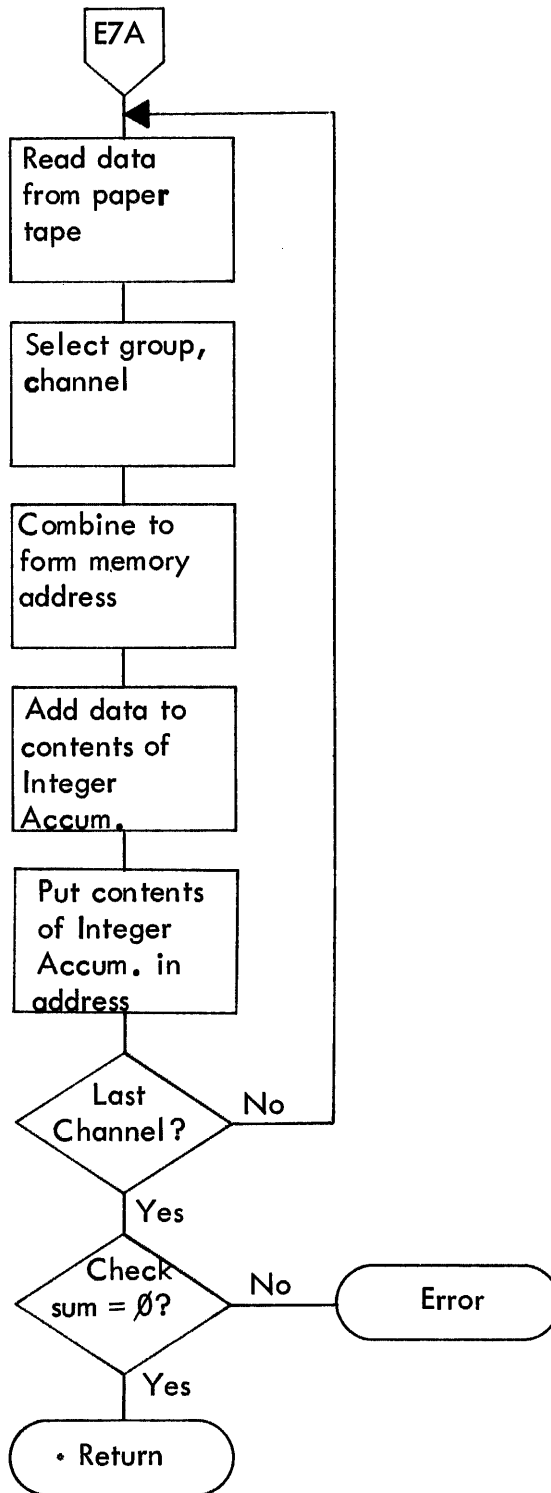 E7A
Read data
from paper
tape
Select group,
channel
Combine to
form memory
address
Add data to
contents of
Integer
Accum.
Put contents
of Integer
Accum. in
address
Last
Channel?
No
Yes
Check
sum = Ø?
No
Error
Yes
Return